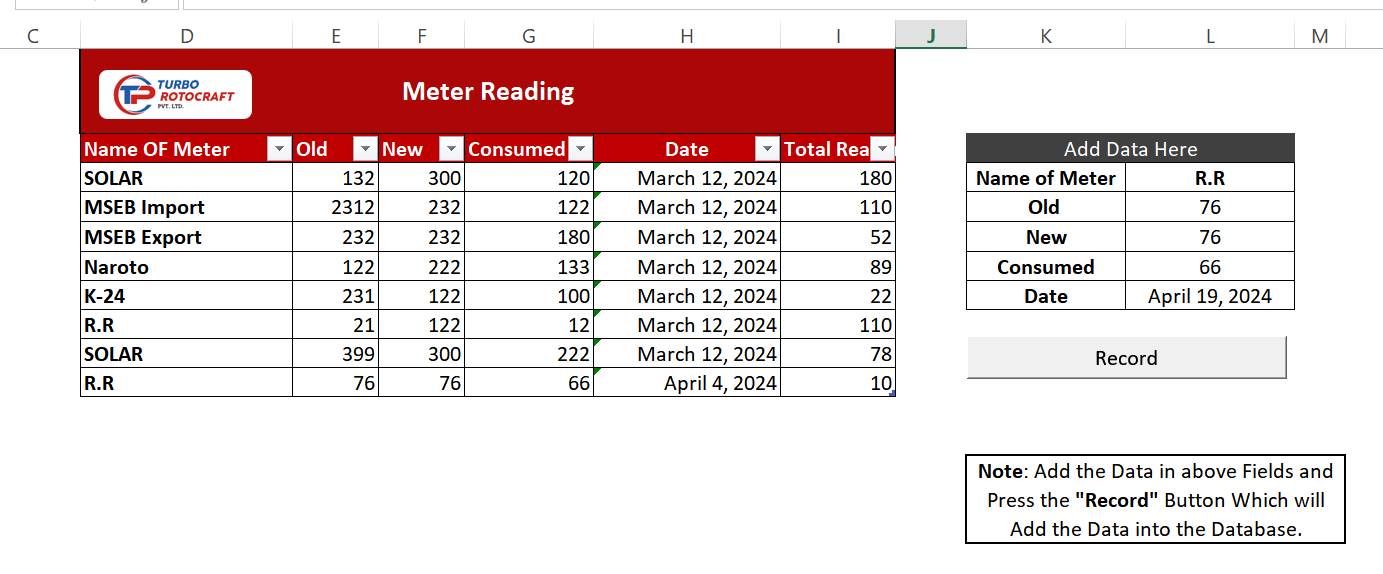 C D E F G H I J K L M
TURBO
ROTOCRAFT
PVT. LTD.
Meter Reading
Name OF Meter Old New Consumed Date Total Rea
SOLAR 132 300 120 March 12, 2024 180
MSEB Import 2312 232 122 March 12, 2024 110
MSEB Export 232 232 180 March 12, 2024 52
Naroto 122 222 133 March 12, 2024 89
K-24 231 122 100 March 12, 2024 22
R.R 21 122 12 March 12, 2024 110
SOLAR 399 300 222 March 12, 2024 78
R.R 76 76 66 April 4, 2024 10
Add Data Here
Name of Meter R.R
Old 76
New 76
Consumed 66
Date April 19, 2024
Record
Note: Add the Data in above Fields and
Press the "Record" Button Which will
Add the Data into the Database.